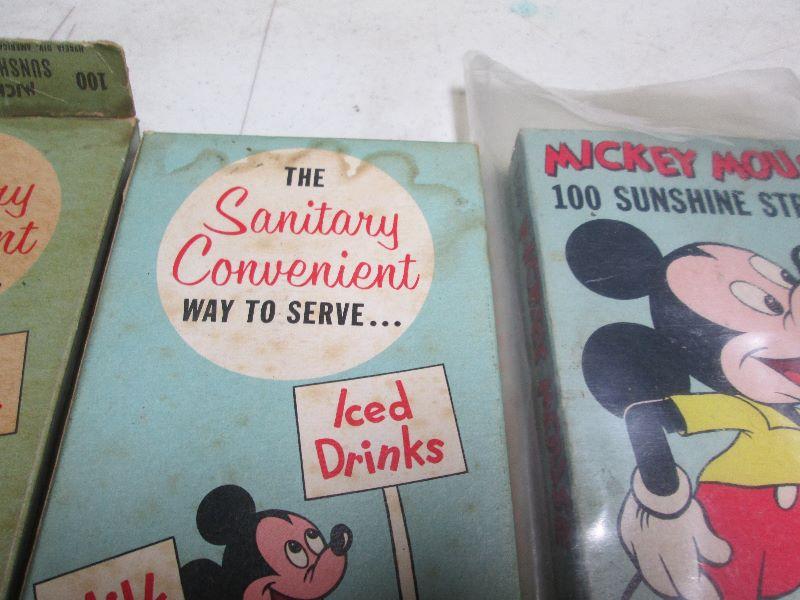 100
THE
Sanitary
Convenient
WAY TO SERVE...
Iced
Drinks
MICKEY MOU
100 SUNSHINE STR